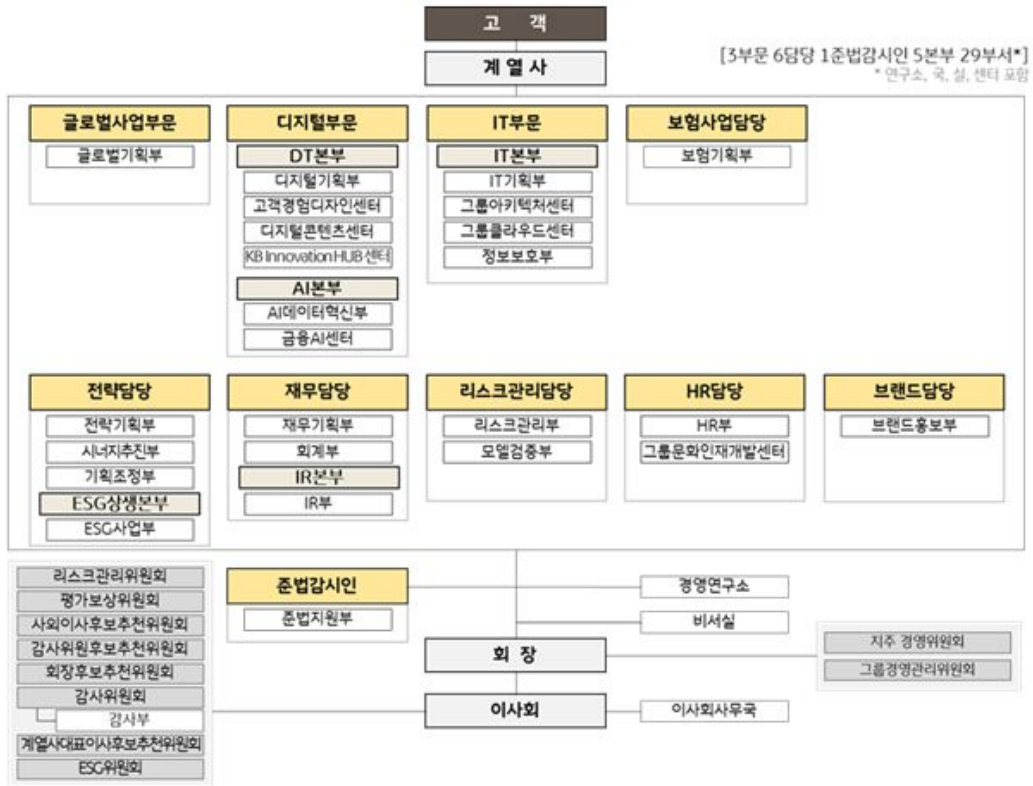 고 객
계열사
[3부문 6담당 1준법감시인 5본부 29부서*]
* 연구소, 국, 실, 센터 포함
글로벌사업부문
글로벌기획부
디지털부문
DT본부
디지털기획부
고객경험디자인센터
디지털콘텐츠센터
KB Innovation HUB 센터
AI본부
AI데이터혁신부
금융AI센터
IT부문
IT본부
IT기획부
그룹아키텍처센터
그룹클라우드센터
정보보호부
보험사업담당
보험기획부
전략담당
전략기획부
시너지추진부
기획조정부
ESG상생본부
ESG사업부
재무담당
재무기획부
회계부
IR본부
IR부
리스크관리담당
리스크관리부
모델검증부
HR담당
HR부
그룹문화인재개발센터
브랜드담당
브랜드홍보부
리스크관리위원회
평가보상위원회
사외이사후보추천위원회
감사위원후보추천위원회
회장후보추천위원회
감사위원회
감사부
계열사대표이사후보추천위원회
ESG위원회
준법감시인
준법지원부
경영연구소
비서실
회 장
지주 경영위원회
그룹경영관리위원회
이사회
이사회사무국